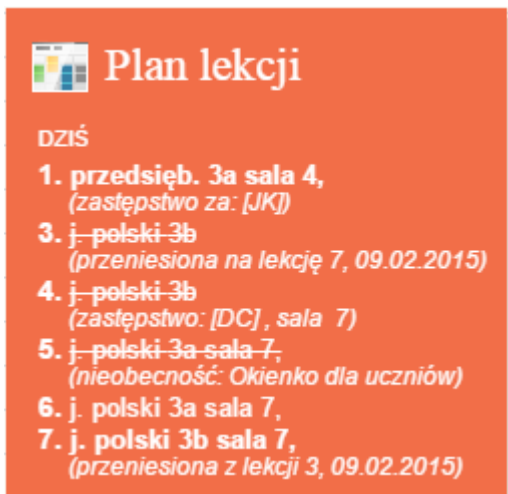 Plan lekcji
DZIŚ
1. przedsięb. 3a sala 4,
(zastępstwo za: [JK])
3. j. polski 3b
(przeniesiona na lekcję 7, 09.02.2015)
4. j. polski 3b
(zastępstwo: [DC] , sala 7)
5. j. polski 3a sala 7,
(nieobecność: Okienko dla uczniów)
6. j. polski 3a sala 7,
7. j. polski 3b sala 7,
(przeniesiona z lekcji 3, 09.02.2015)